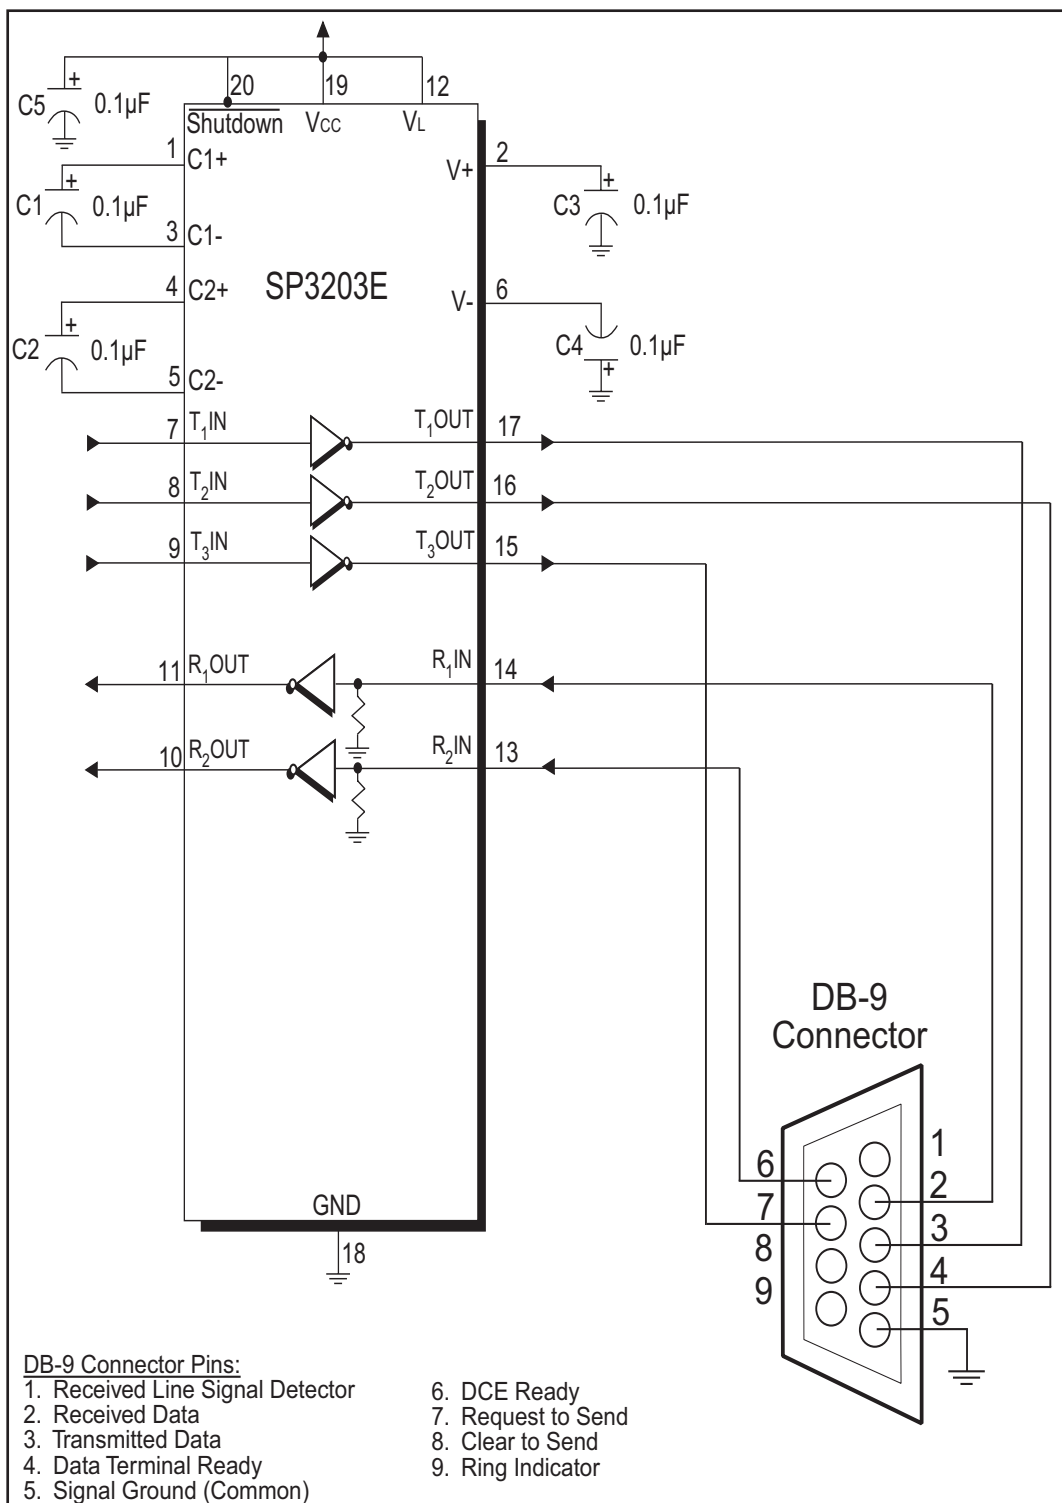 20
19
12
+
C5
0.1µF
Shutdown
VCC
VL
1
C1+
2
V+
+
C1
0.1µF
+
C3
0.1µF
3
C1-
SP3203E
4
C2+
6
V-
+
C2
0.1µF
C4
0.1µF
+
5
C2-
7
T1IN
T1OUT
17
8
T2IN
T2OUT
16
9
T3IN
T3OUT
15
11
R1OUT
R1IN
14
10
R2OUT
R2IN
13
DB-9
Connector
1
6
2
7
3
8
4
9
5
GND
18
DB-9 Connector Pins:
1. Received Line Signal Detector
2. Received Data
3. Transmitted Data
4. Data Terminal Ready
5. Signal Ground (Common)
6. DCE Ready
7. Request to Send
8. Clear to Send
9. Ring Indicator